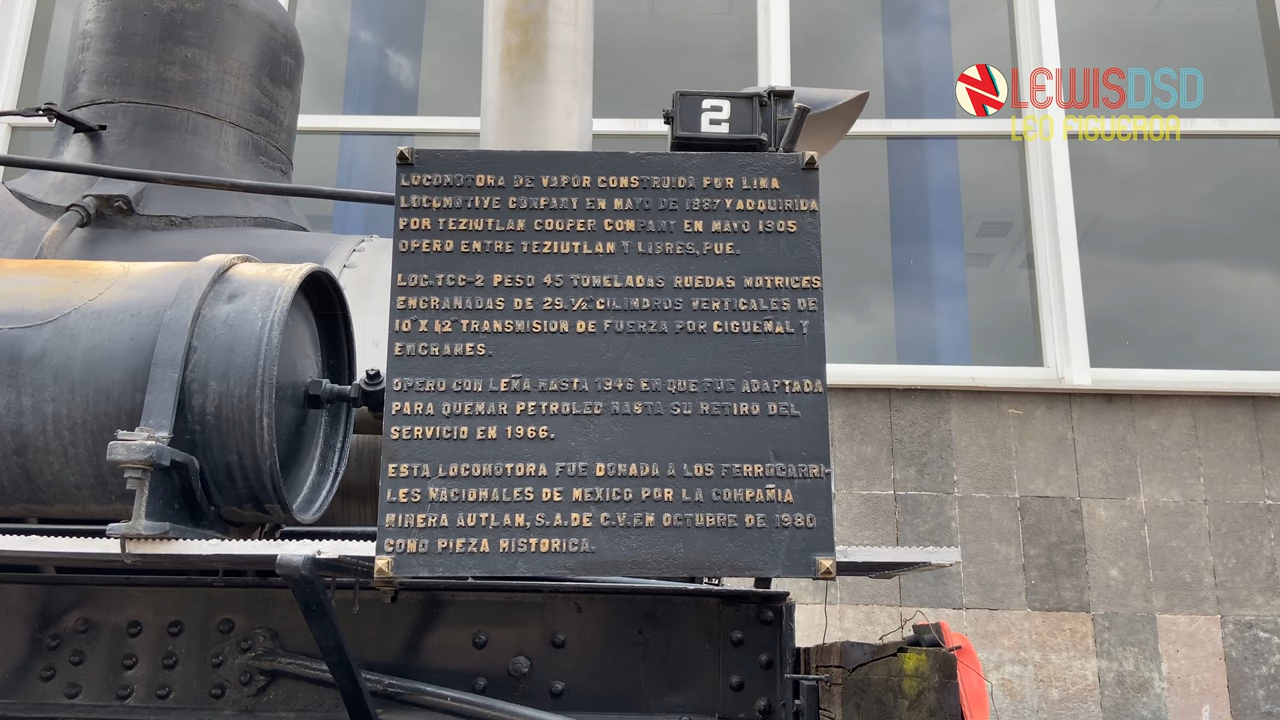 2
LEWISDSD
LEO FIGUEROA
LOCOMOTORA DE VAPOR CONSTRUIDA POR LIMA
LOCOMOTIVE COMPANY EN MAYO DE 1887 Y ADQUIRIDA
POR TEZIUTLAN COOPER COMPANY EN MAYO 1905
OPERO ENTRE TEZIUTLAN Y LIBRES, PUE.
LOC. TCC-2 PESO 45 TONELADAS RUEDAS MOTRICES
ENGRANADAS DE 29.½" CILINDROS VERTICALES DE
10" X 12" TRANSMISION DE FUERZA POR CIGUEÑAL Y
ENGRANES.
OPERO CON LEÑA HASTA 1946 EN QUE FUE ADAPTADA
PARA QUEMAR PETROLEO HASTA SU RETIRO DEL
SERVICIO EN 1966.
ESTA LOCOMOTORA FUE DONADA A LOS FERROCARRI-
LES NACIONALES DE MEXICO POR LA COMPAÑIA
MINERA AUTLAN, S.A. DE C.V. EN OCTUBRE DE 1980
COMO PIEZA HISTORICA.